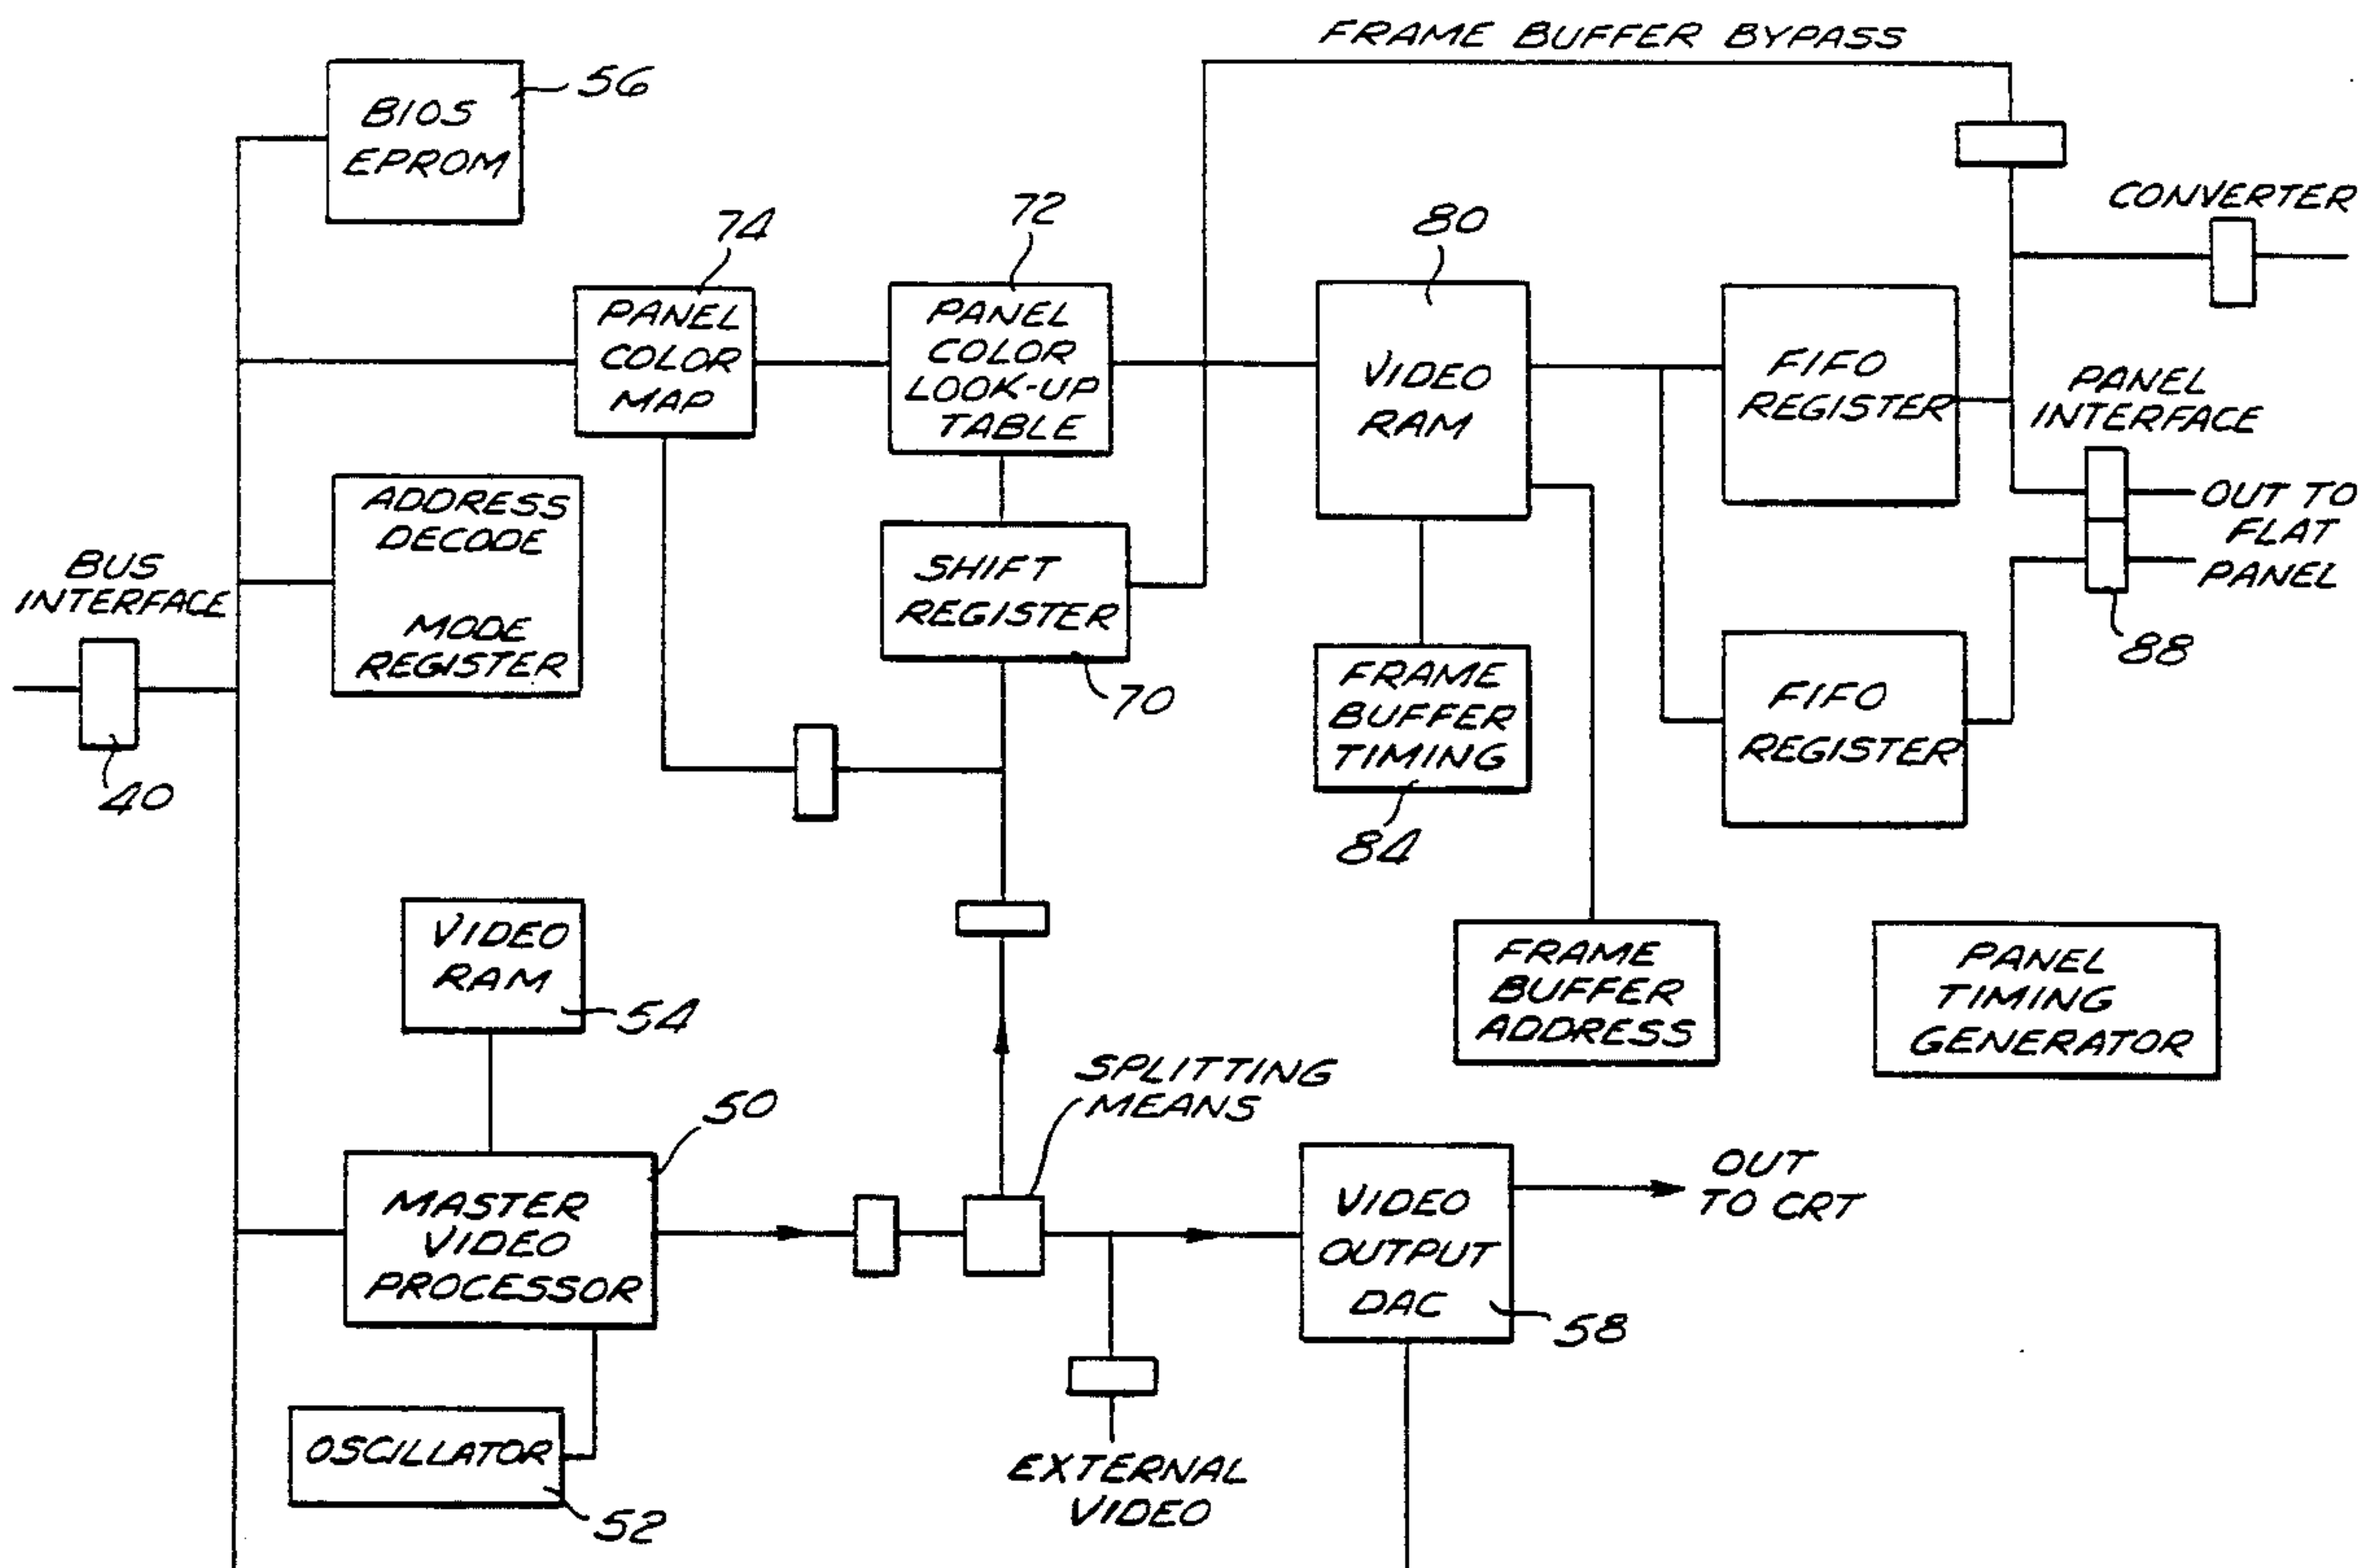 FRAME BUFFER BYPASS
BIOS
EPROM
56
CONVERTER
74
72
80
PANEL
COLOR
MAP
PANEL
COLOR
LOOK-UP
TABLE
VIDEO
RAM
FIFO
REGISTER
PANEL
INTERFACE
OUT TO
FLAT
PANEL
88
ADDRESS
DECODE
MODE
REGISTER
BUS
INTERFACE
40
SHIFT
REGISTER
70
FRAME
BUFFER
TIMING
84
FIFO
REGISTER
VIDEO
RAM
54
FRAME
BUFFER
ADDRESS
PANEL
TIMING
GENERATOR
SPLITTING
MEANS
50
MASTER
VIDEO
PROCESSOR
VIDEO
OUTPUT
DAC
58
OUT
TO CRT
OSCILLATOR
52
EXTERNAL
VIDEO